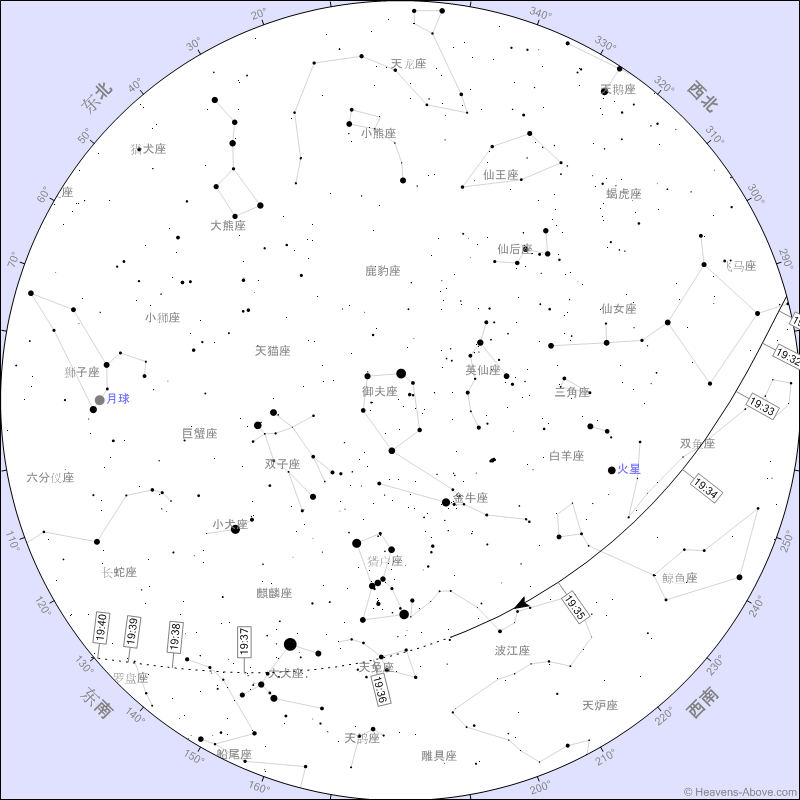 340°
20°
330°
30°
天龙座
东北
40°
天鹅座
320°
西北
310°
50°
小熊座
猎犬座
仙王座
60°
座
蝎虎座
300°
大熊座
仙后座
70°
鹿豹座
飞马座
290°
小狮座
仙女座
19:32
天猫座
狮子座
英仙座
御夫座
三角座
月球
19:33
巨蟹座
双鱼座
白羊座
双子座
火星
六分仪座
19:34
金牛座
小犬座
110°
250°
猎户座
长蛇座
鲸鱼座
麒麟座
120°
19:35
240°
19:40
19:39
19:38
19:37
波江座
130°
230°
天兔座
大犬座
罗盘座
19:36
东南
西南
天炉座
140°
220°
天鸽座
150°
船尾座
雕具座
210°
160°
200°
© Heavens-Above.com